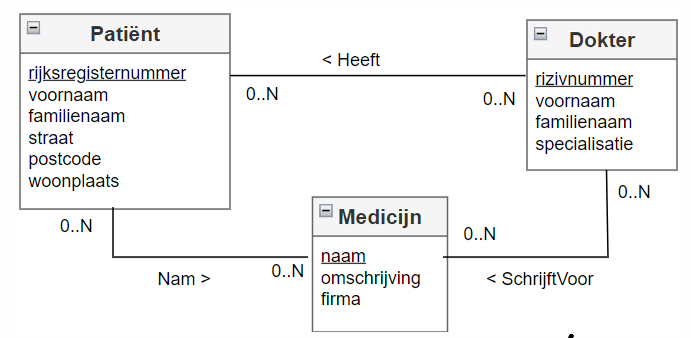 Patiënt
rijksregisternummer
voornaam
familienaam
straat
postcode
woonplaats
< Heeft
0..N
0..N
Dokter
rizivnummer
voornaam
familienaam
specialisatie
0..N
0..N
Nam >
0..N
Medicijn
naam
omschrijving
firma
0..N
< SchrijftVoor